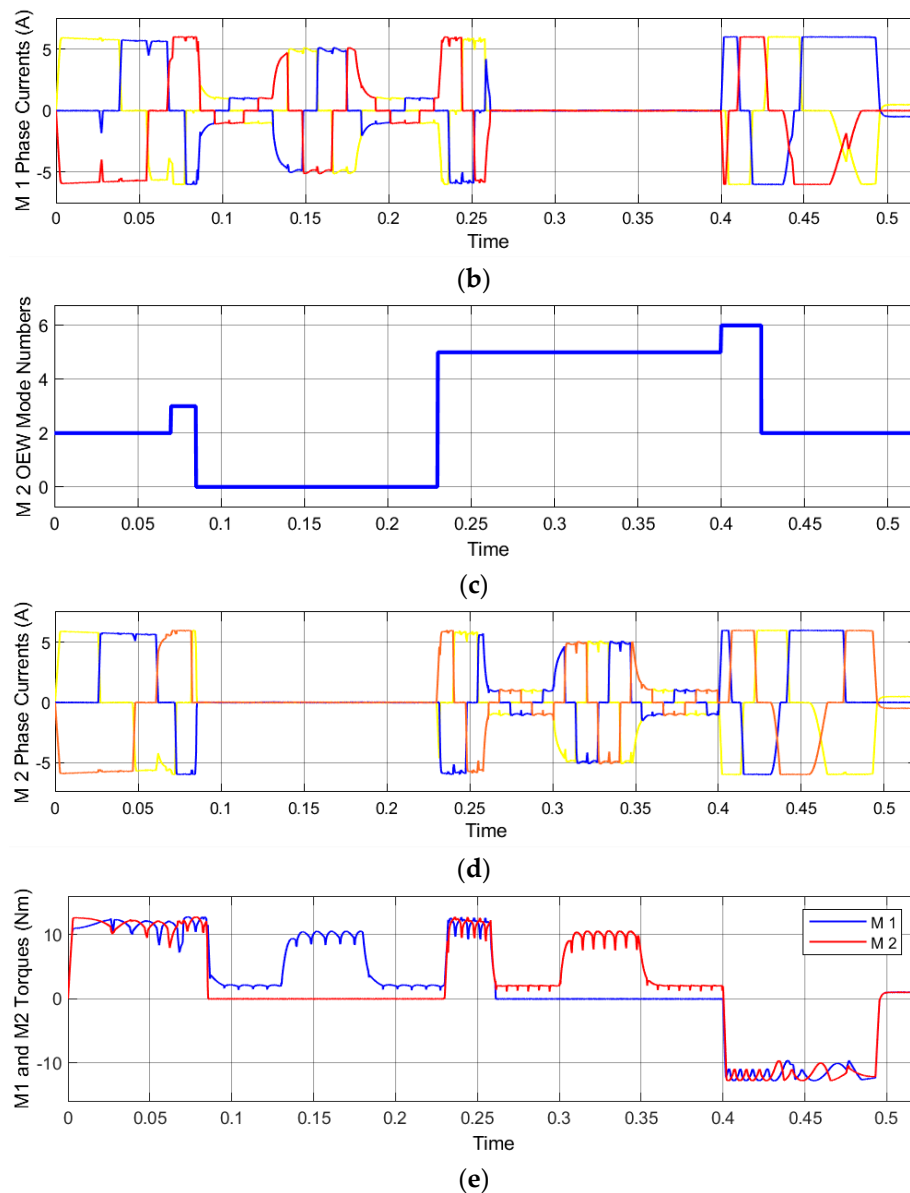 M 1 Phase Currrents (A)
5
0
-5
0 0.05 0.1 0.15 0.2 0.25 0.3 0.35 0.4 0.45 0.5
Time
(b)
M 2 OEW Mode Numbers
6
4
2
0
0 0.05 0.1 0.15 0.2 0.25 0.3 0.35 0.4 0.45 0.5
Time
(c)
M 2 Phase Currents (A)
5
0
-5
0 0.05 0.1 0.15 0.2 0.25 0.3 0.35 0.4 0.45 0.5
Time
(d)
M1 and M2 Torques (Nm)
10
0
-10
M 1
M 2
0 0.05 0.1 0.15 0.2 0.25 0.3 0.35 0.4 0.45 0.5
Time
(e)